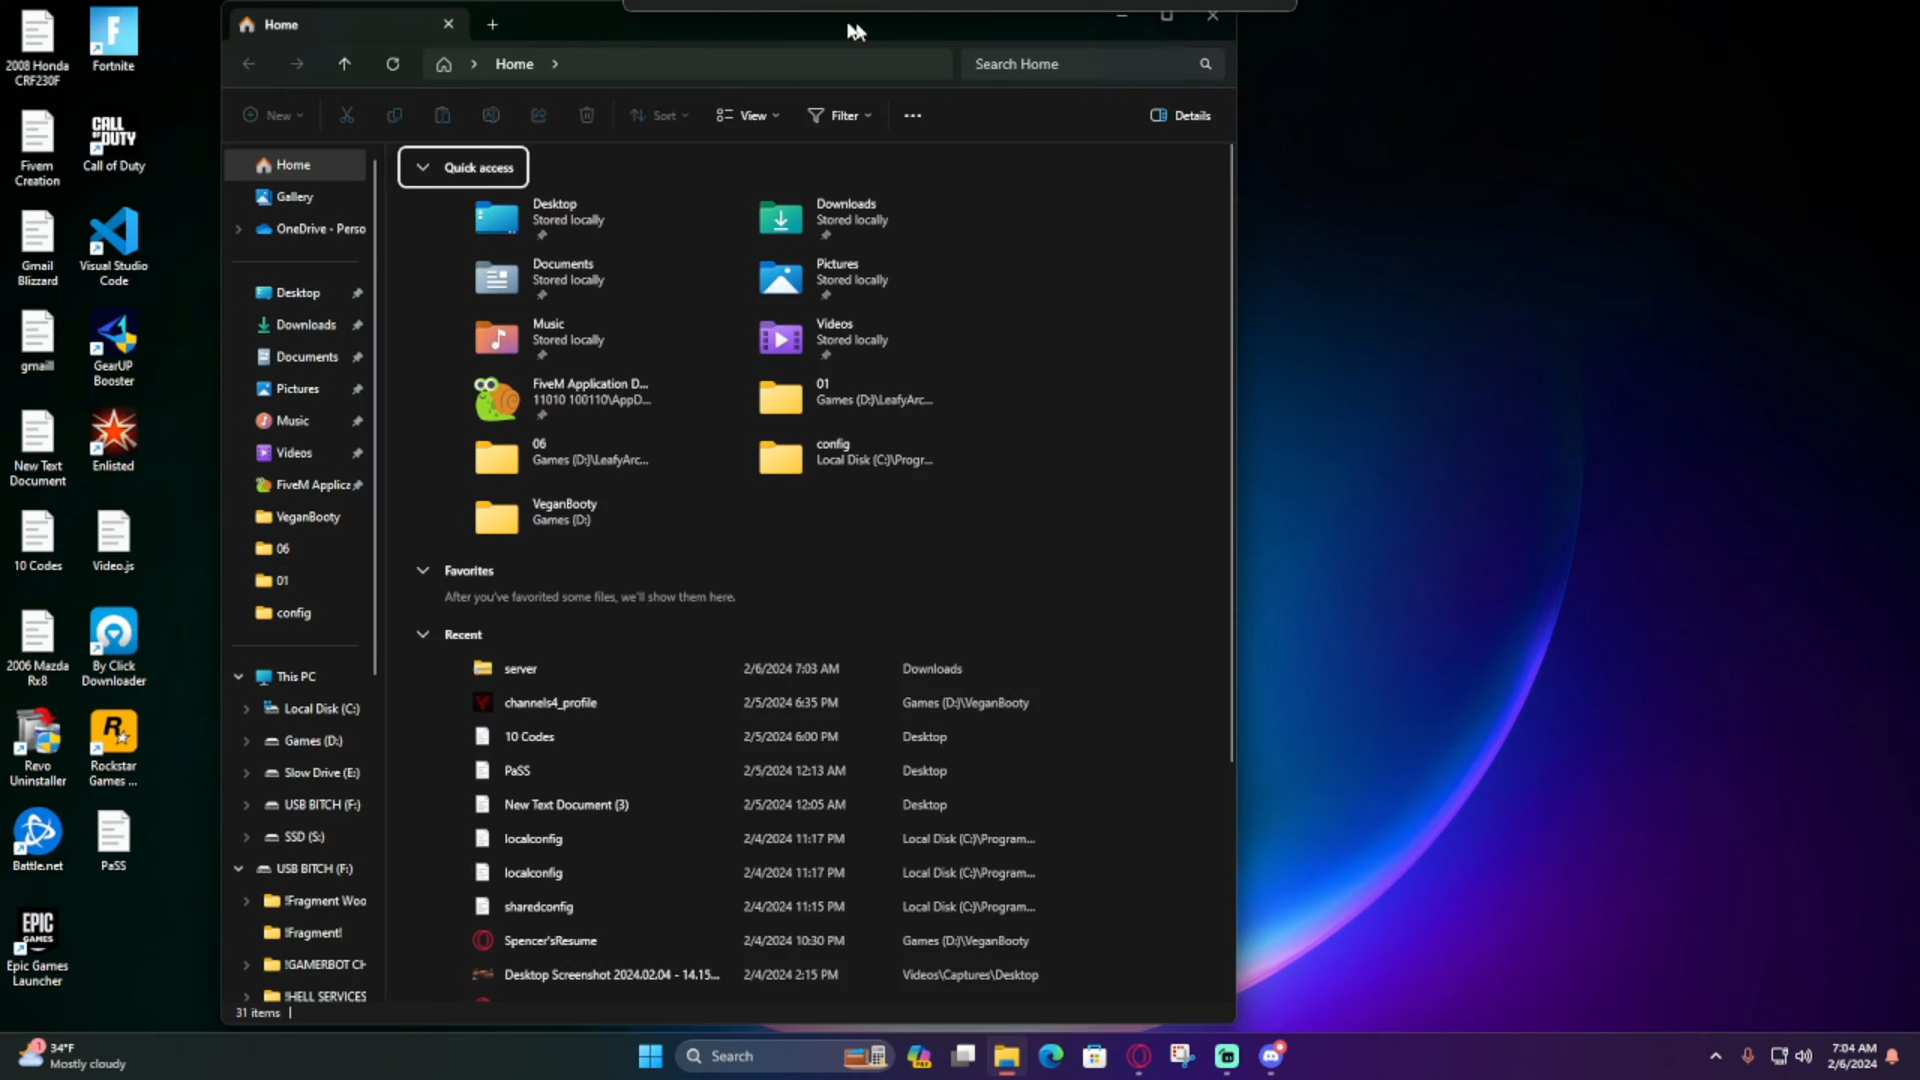 2008 Honda
CRF230F
Fortnite
Fivem
Creation
CALL OF DUTY
Call of Duty
Gmail
Blizzard
Visual Studio
Code
gmaill
GearUP
Booster
New Text
Document
Enlisted
10 Codes
Video.js
2006 Mazda
Rx8
By Click
Downloader
Revo
Uninstaller
Rockstar
Games ...
Battle.net
PaSS
EPIC
GAMES
Epic Games
Launcher
Home
Home
Search Home
New
Sort
View
Filter
Details
Home
Gallery
OneDrive - Perso
Desktop
Downloads
Documents
Pictures
Music
Videos
FiveM Applica
VeganBooty
06
01
config
This PC
Local Disk (C:)
Games (D:)
Slow Drive (E:)
USB BITCH (F:)
SSD (S:)
USB BITCH (F:)
!Fragment Woo
!Fragment!
!GAMERBOT CH
!HELL SERVICES
31 items
Quick access
Desktop
Stored locally
Downloads
Stored locally
Documents
Stored locally
Pictures
Stored locally
Music
Stored locally
Videos
Stored locally
FiveM Application D...
11010 100110\AppD...
01
Games (D:)\LeafyArc...
06
Games (D:)\LeafyArc...
config
Local Disk (C:)\Progr...
VeganBooty
Games (D:)
Favorites
After you've favorited some files, we'll show them here.
Recent
server 2/6/2024 7:03 AM Downloads
channels4_profile 2/5/2024 6:35 PM Games (D:)\VeganBooty
10 Codes 2/5/2024 6:00 PM Desktop
PaSS 2/5/2024 12:13 AM Desktop
New Text Document (3) 2/5/2024 12:05 AM Desktop
localconfig 2/4/2024 11:17 PM Local Disk (C:)\Program...
localconfig 2/4/2024 11:17 PM Local Disk (C:)\Program...
sharedconfig 2/4/2024 11:15 PM Local Disk (C:)\Program...
Spencer'sResume 2/4/2024 10:30 PM Games (D:)\VeganBooty
Desktop Screenshot 2024.02.04 - 14.15... 2/4/2024 2:15 PM Videos\Captures\Desktop
1
34°F
Mostly cloudy
Search
7:04 AM
2/6/2024